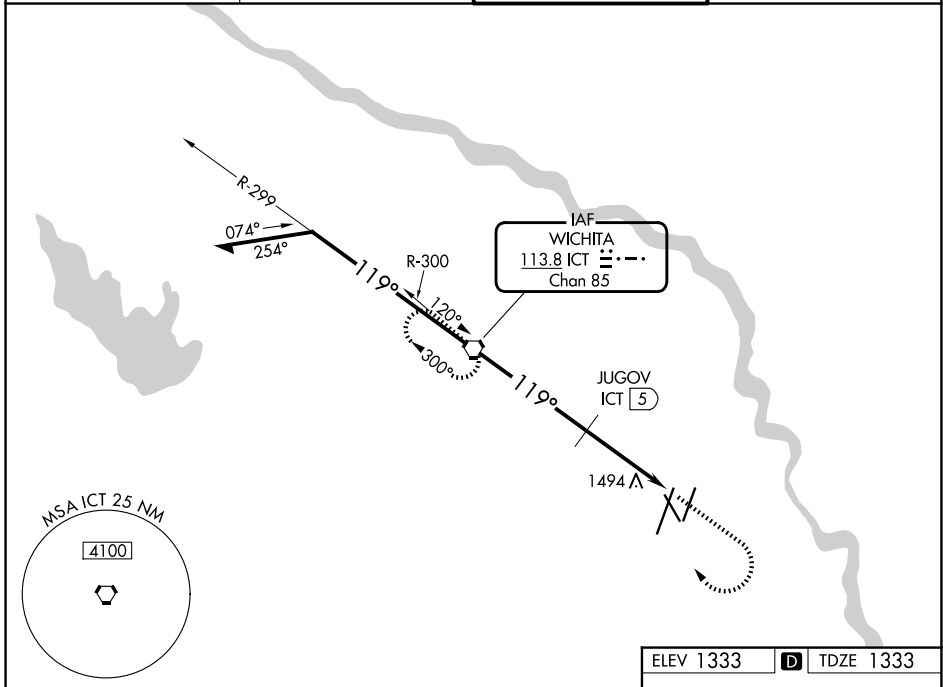 R-299
074°
254°
119°
R-300
120°
300°
IAF
WICHITA
113.8 ICT
Chan 85
119°
JUGOV
ICT 5
1494
MSA ICT 25 NM
4100
ELEV 1333 D TDZE 1333